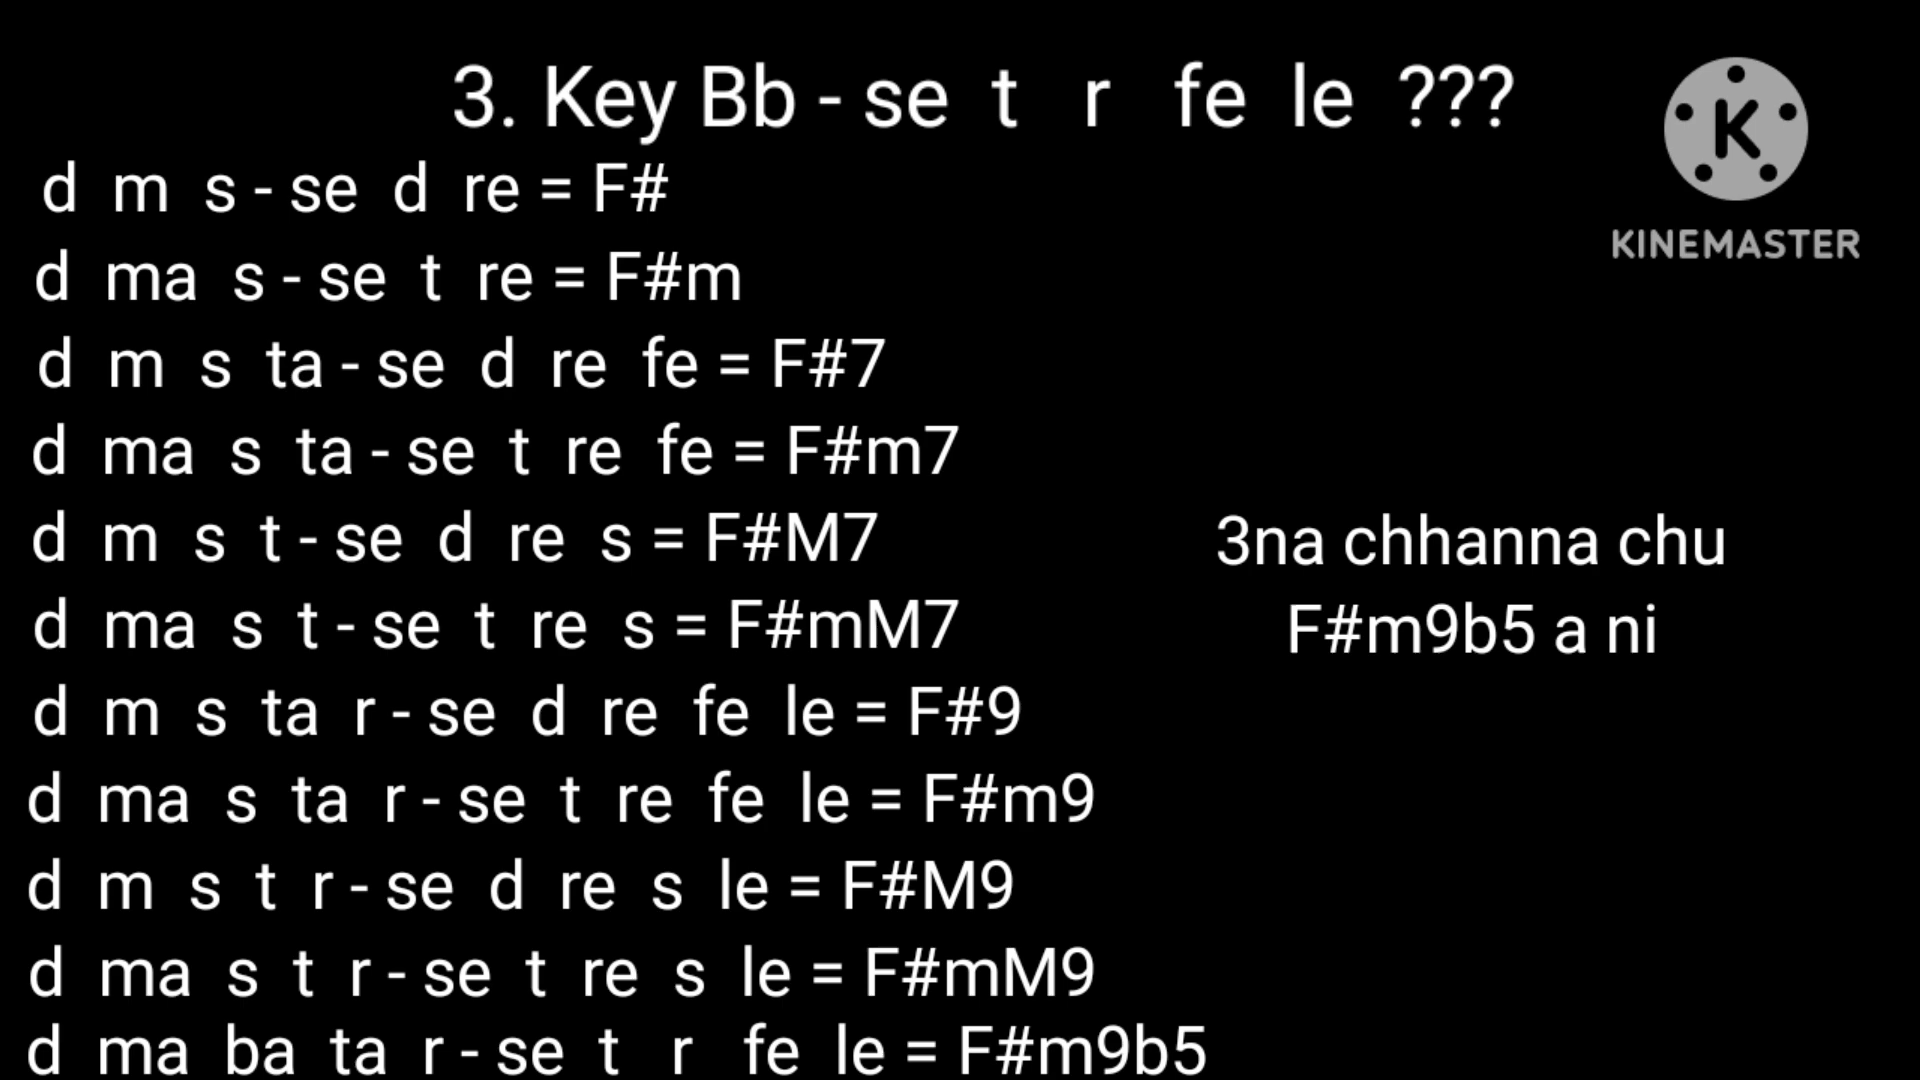 3. Key Bb - se t r fe le ???
d m s - se d re = F#
d ma s - se t re = F#m
d m s ta - se d re fe = F#7
d ma s ta - se t re fe = F#m7
d m s t - se d re s = F#M7
d ma s t - se t re s = F#mM7
d m s ta r - se d re fe le = F#9
d ma s ta r - se t re fe le = F#m9
d m s t r - se d re s le = F#M9
d ma s t r - se t re s le = F#mM9
d ma ba ta r - se t r fe le = F#m9b5
3na chhanna chu
F#m9b5 a ni
K
KINEMASTER